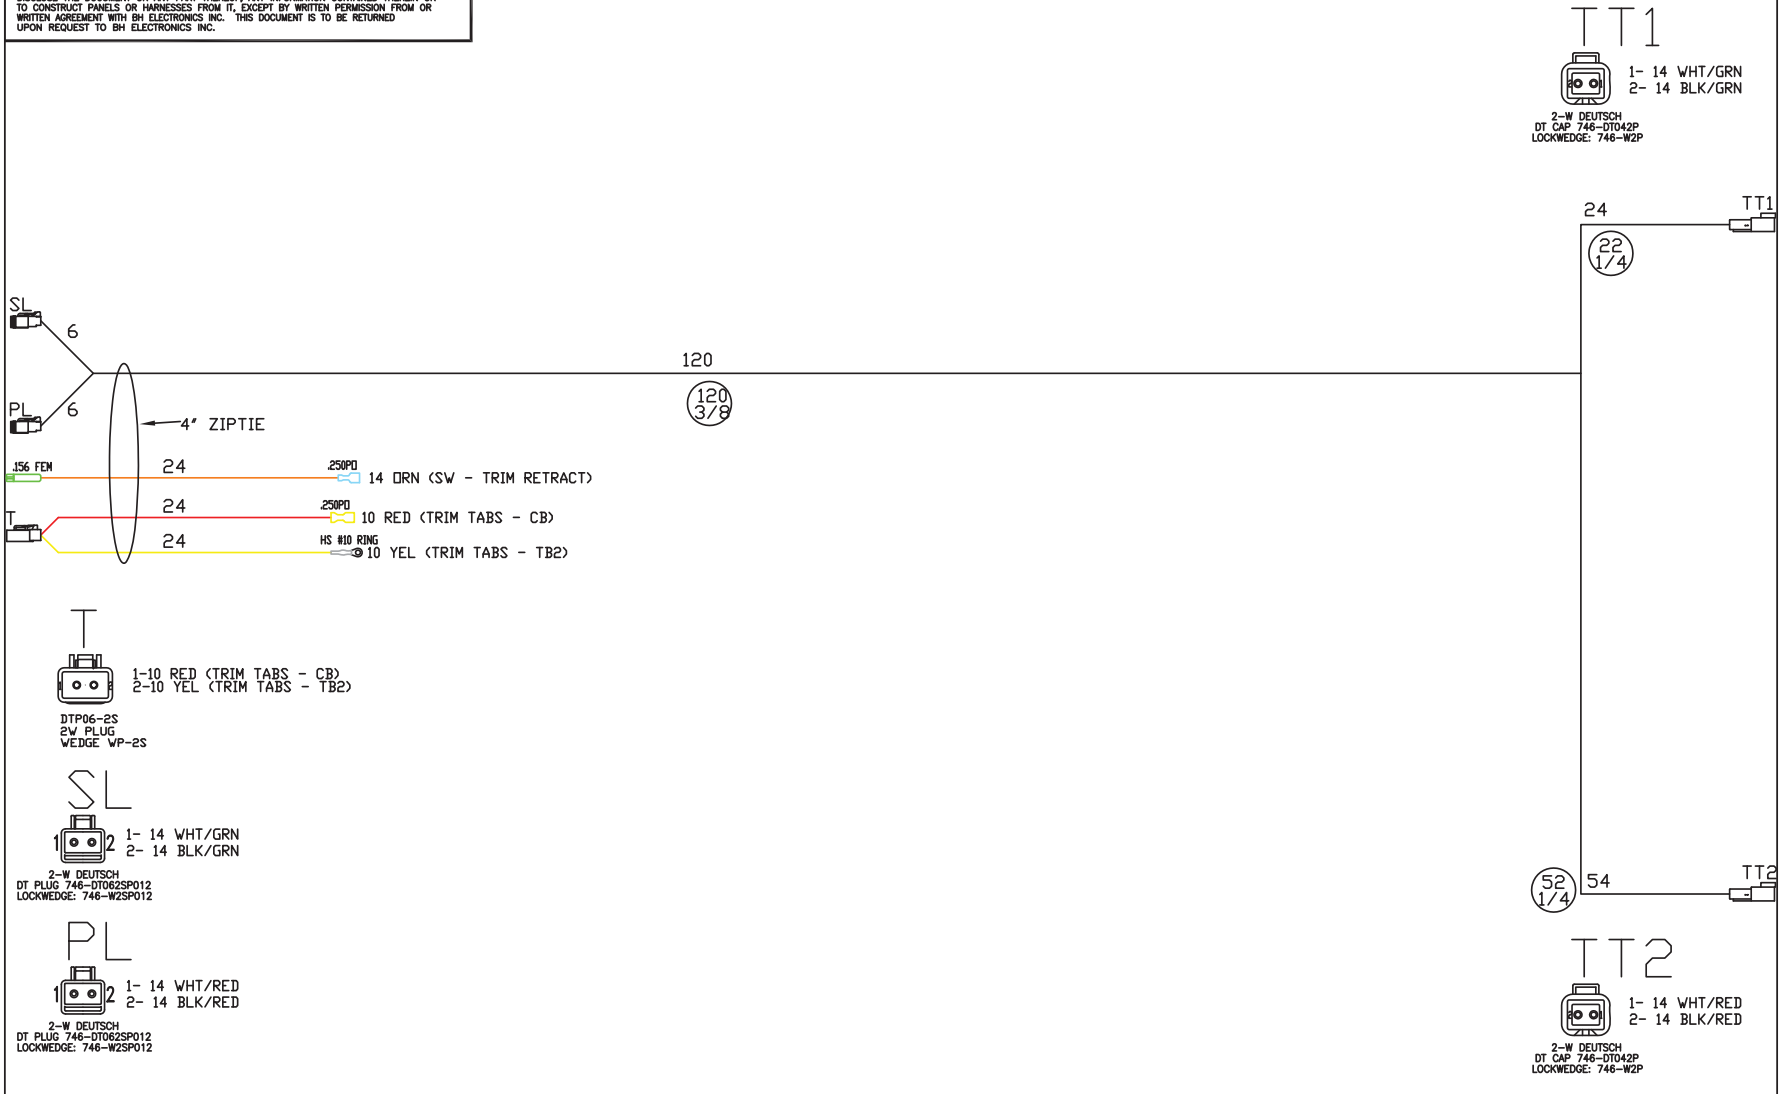 TO CONSTRUCT PANELS OR HARNESSES FROM IT, EXCEPT BY WRITTEN PERMISSION FROM OR
WRITTEN AGREEMENT WITH BH ELECTRONICS INC.  THIS DOCUMENT IS TO BE RETURNED
UPON REQUEST TO BH ELECTRONICS INC.
TT1
1- 14 WHT/GRN
2- 14 BLK/GRN
2 1
2-W DEUTSCH
DT CAP 746-DT042P
LOCKWEDGE: 746-W2P
24
TT1
22
1/4
SL
6
120
120
3/8
PL
6
4" ZIPTIE
.156 FEM
24
.250PO
14 ORN (SW - TRIM RETRACT)
T
24
.250PO
10 RED (TRIM TABS - CB)
24
HS #10 RING
10 YEL (TRIM TABS - TB2)
T
1-10 RED (TRIM TABS - CB)
2-10 YEL (TRIM TABS - TB2)
1 2
DTP06-2S
2W PLUG
WEDGE WP-2S
SL
1 2
1- 14 WHT/GRN
2- 14 BLK/GRN
2-W DEUTSCH
DT PLUG 746-DT062SP012
LOCKWEDGE: 746-W2SP012
52
1/4
54
TT2
PL
1 2
1- 14 WHT/RED
2- 14 BLK/RED
2-W DEUTSCH
DT PLUG 746-DT062SP012
LOCKWEDGE: 746-W2SP012
TT2
2 1
1- 14 WHT/RED
2- 14 BLK/RED
2-W DEUTSCH
DT CAP 746-DT042P
LOCKWEDGE: 746-W2P